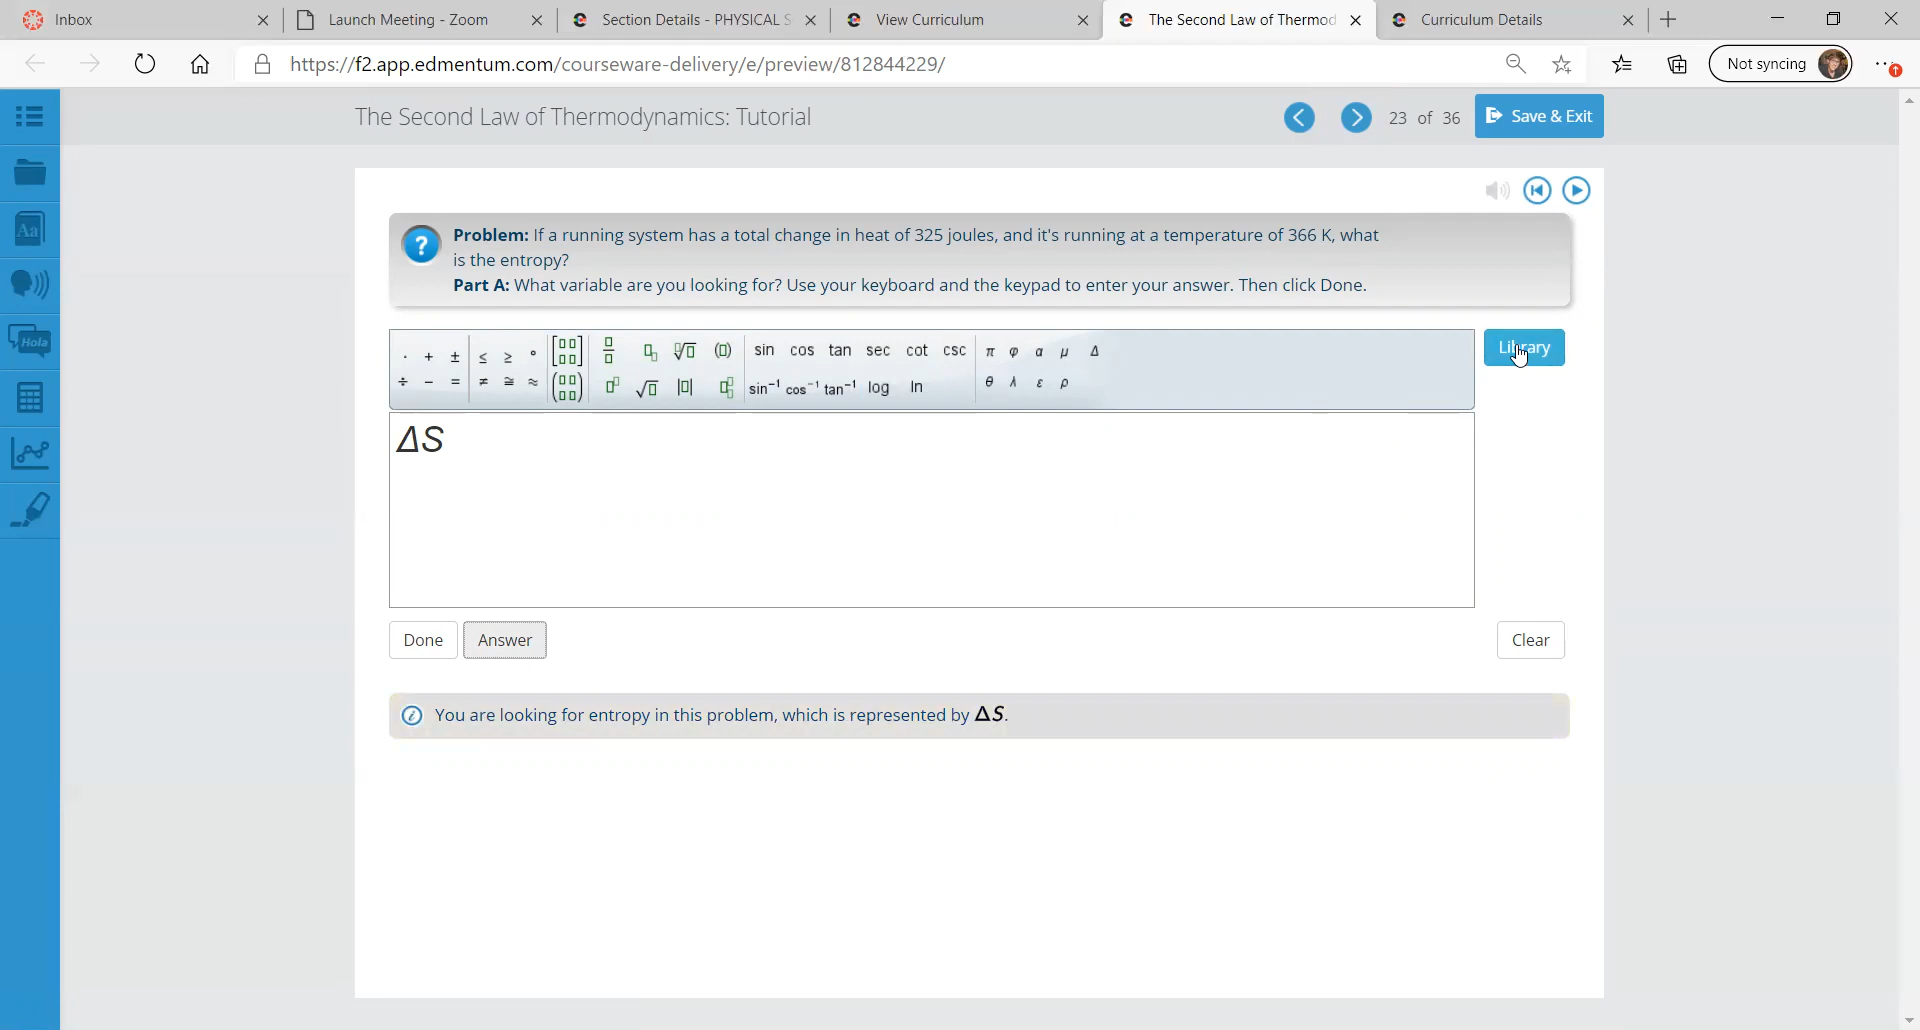 Inbox
Launch Meeting - Zoom
Section Details - PHYSICAL S
View Curriculum
The Second Law of Thermod
Curriculum Details
https://f2.app.edmentum.com/courseware-delivery/e/preview/812844229/
Not syncing
The Second Law of Thermodynamics: Tutorial
23 of 36
Save & Exit
Aa
Hola
Problem: If a running system has a total change in heat of 325 joules, and it's running at a temperature of 366 K, what
is the entropy?
Part A: What variable are you looking for? Use your keyboard and the keypad to enter your answer. Then click Done.
· + ± ≤ ≥ ° sin cos tan sec cot csc π φ α μ Δ
÷ − = ≠ ≅ ≈ sin⁻¹ cos⁻¹ tan⁻¹ log ln θ λ ε ρ
Library
ΔS
Done
Answer
Clear
You are looking for entropy in this problem, which is represented by ΔS.